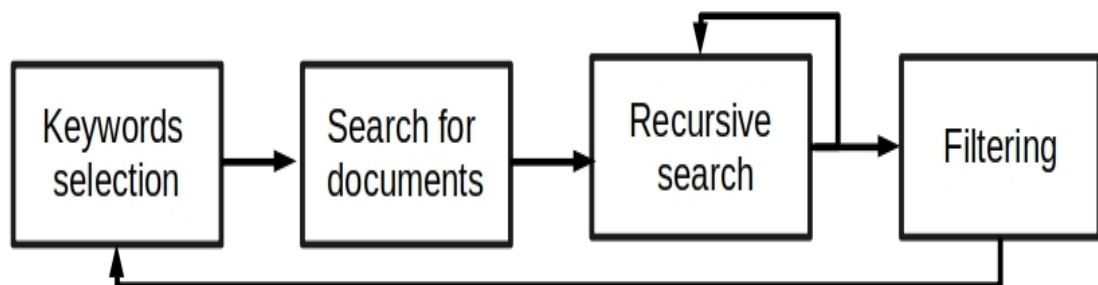 Keywords
selection
Search for
documents
Recursive
search
Filtering